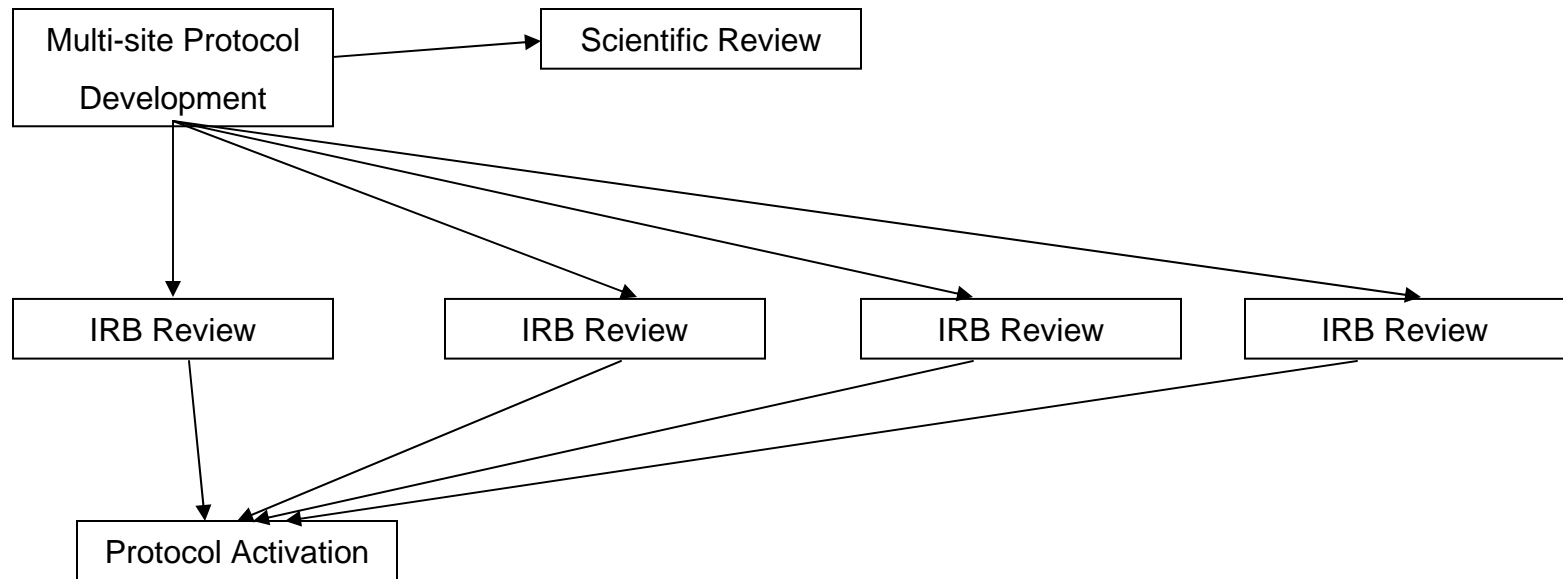 Multi-site Protocol
Development
Scientific Review
IRB Review
IRB Review
IRB Review
IRB Review
Protocol Activation